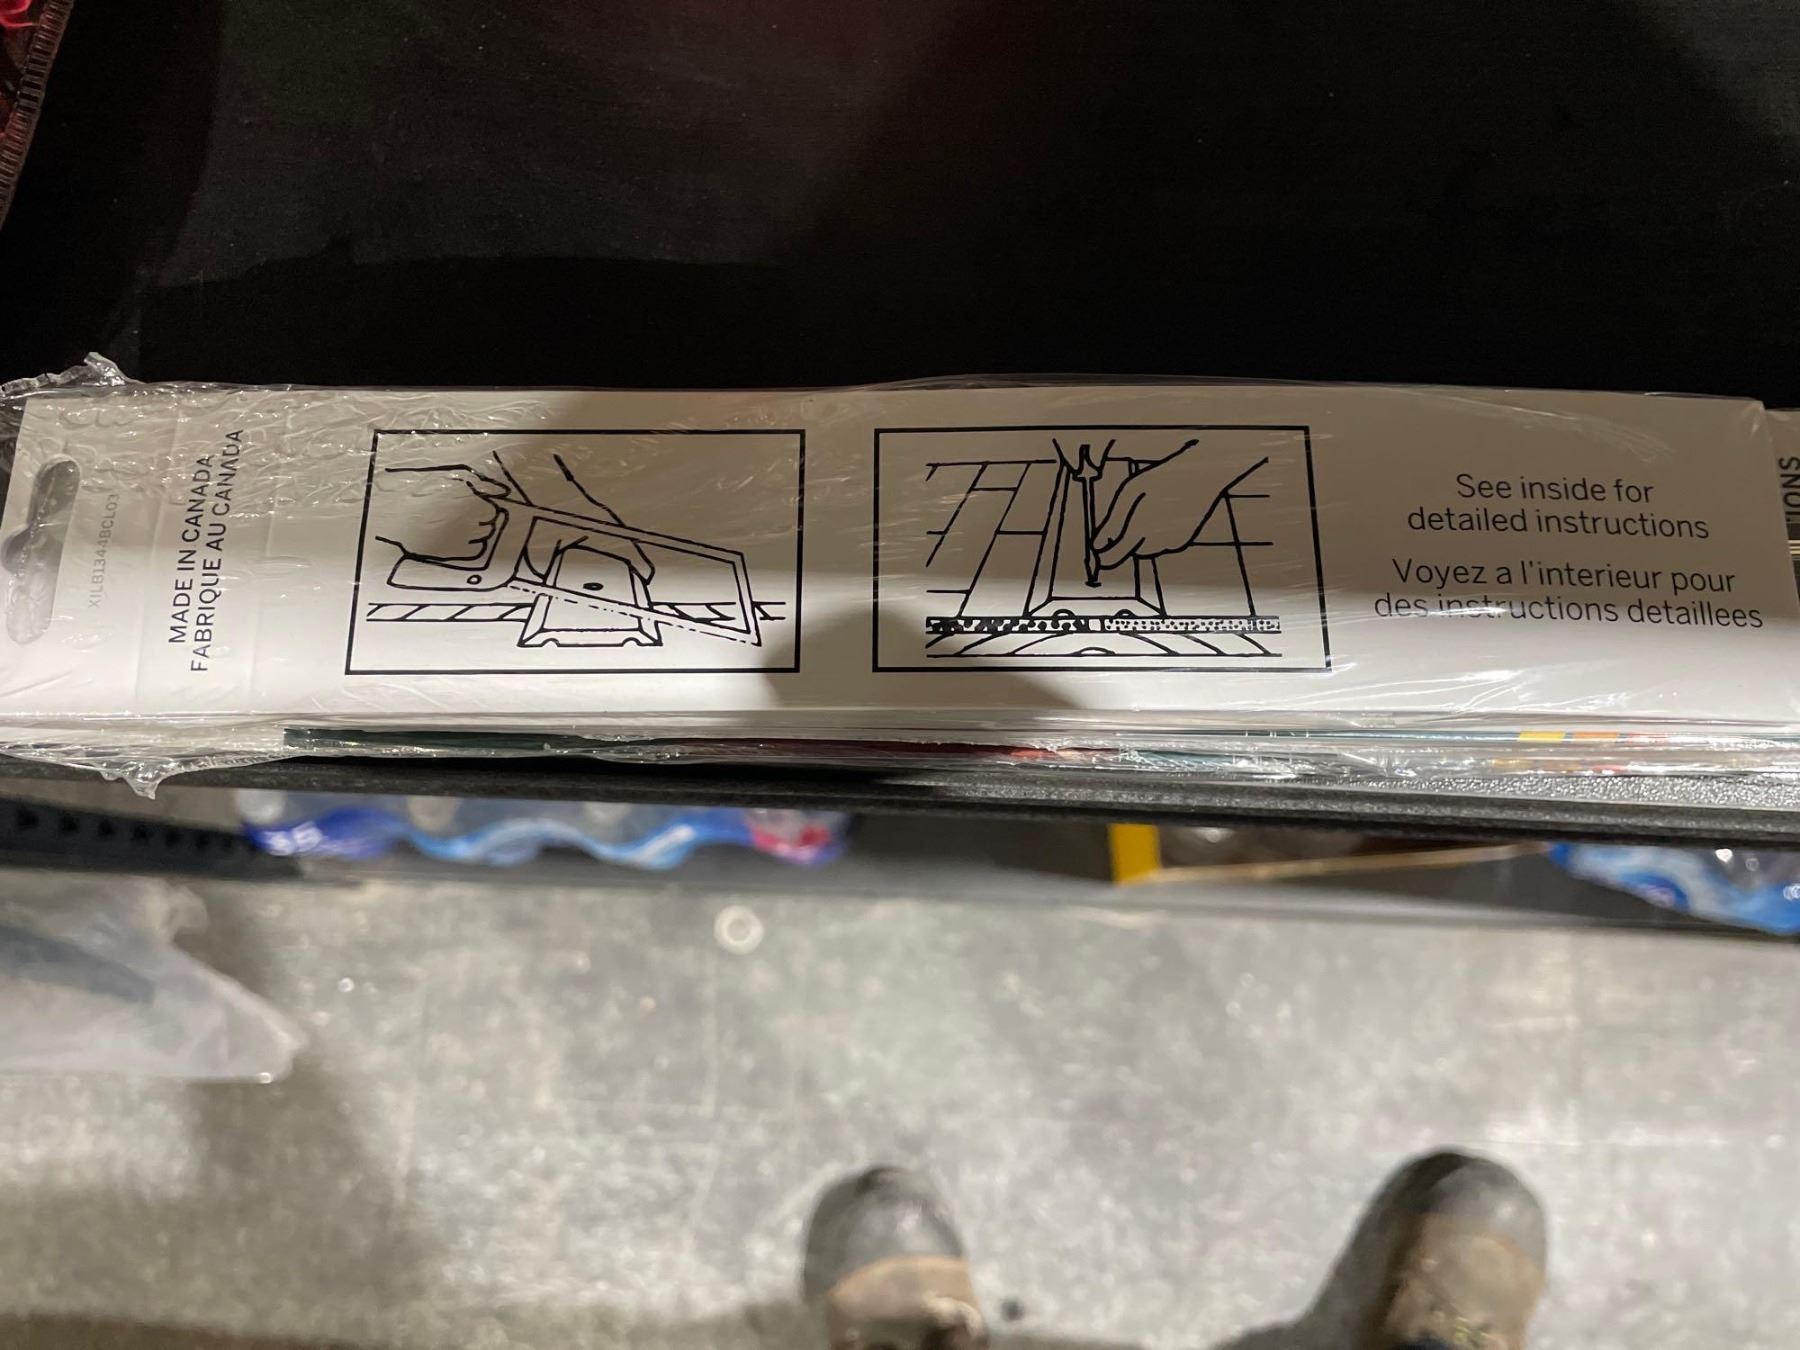 XILB1344BCL03
MADE IN CANADA
FABRIQUE AU CANADA
See inside for
detailed instructions
Voyez a l'interieur pour
des instructions detaillees